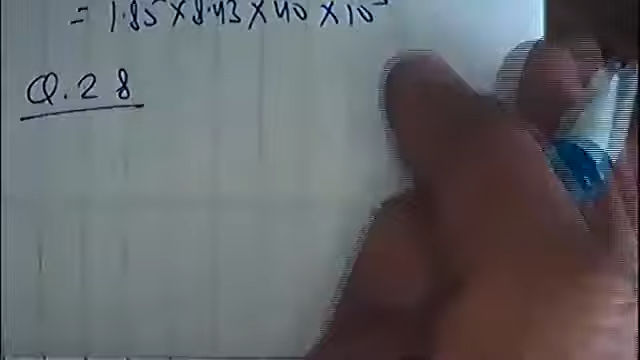 = 1.85 × 8.43 × 40 × 10
Q.28